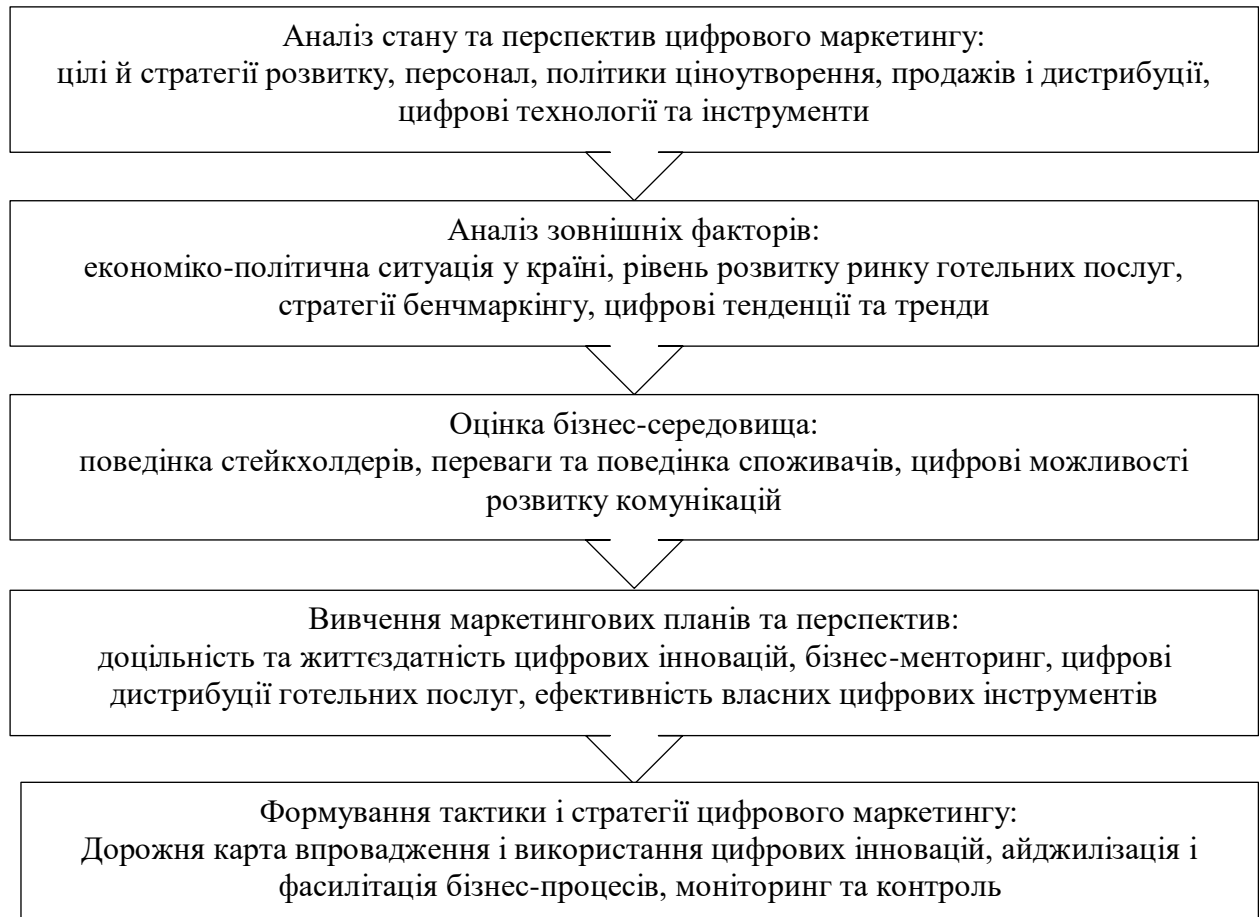 Аналіз стану та перспектив цифрового маркетингу:
цілі й стратегії розвитку, персонал, політики ціноутворення, продажів і дистрибуції,
цифрові технології та інструменти
Аналіз зовнішніх факторів:
економіко-політична ситуація у країні, рівень розвитку ринку готельних послуг,
стратегії бенчмаркінгу, цифрові тенденції та тренди
Оцінка бізнес-середовища:
поведінка стейкхолдерів, переваги та поведінка споживачів, цифрові можливості
розвитку комунікацій
Вивчення маркетингових планів та перспектив:
доцільність та життєздатність цифрових інновацій, бізнес-менторинг, цифрові
дистрибуції готельних послуг, ефективність власних цифрових інструментів
Формування тактики і стратегії цифрового маркетингу:
Дорожня карта впровадження і використання цифрових інновацій, айджилізація і
фасилітація бізнес-процесів, моніторинг та контроль